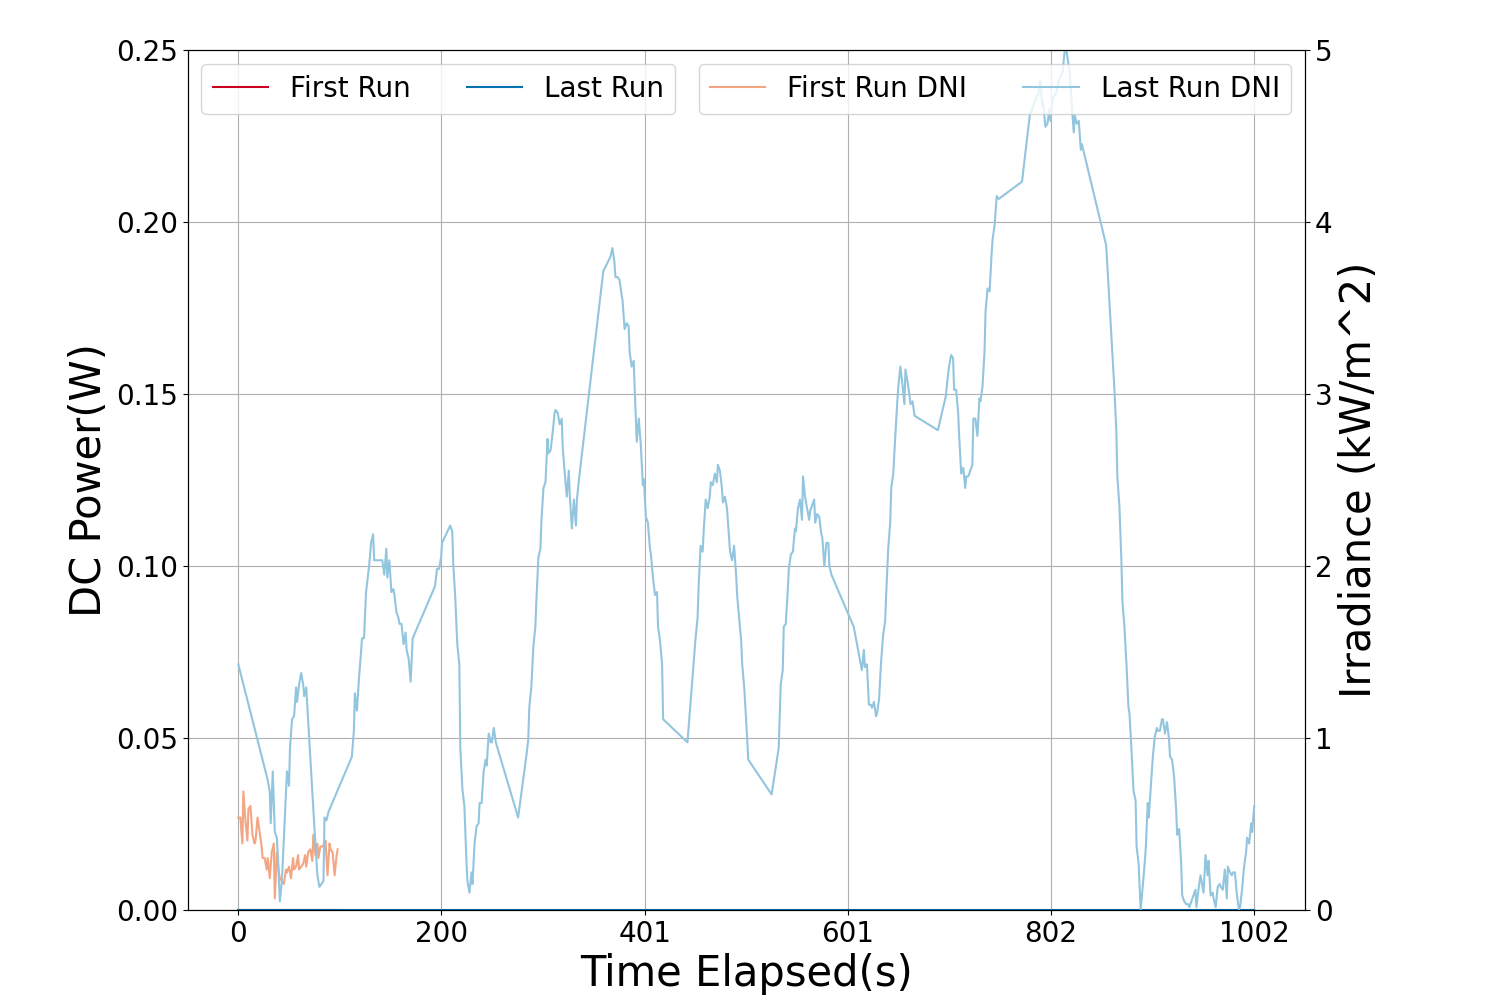 First Run
Last Run
First Run DNI
Last Run DNI
0.25
0.20
0.15
0.10
0.05
0.00
DC Power(W)
5
4
3
2
1
0
Irradiance (kW/m^2)
0
200
401
601
802
1002
Time Elapsed(s)